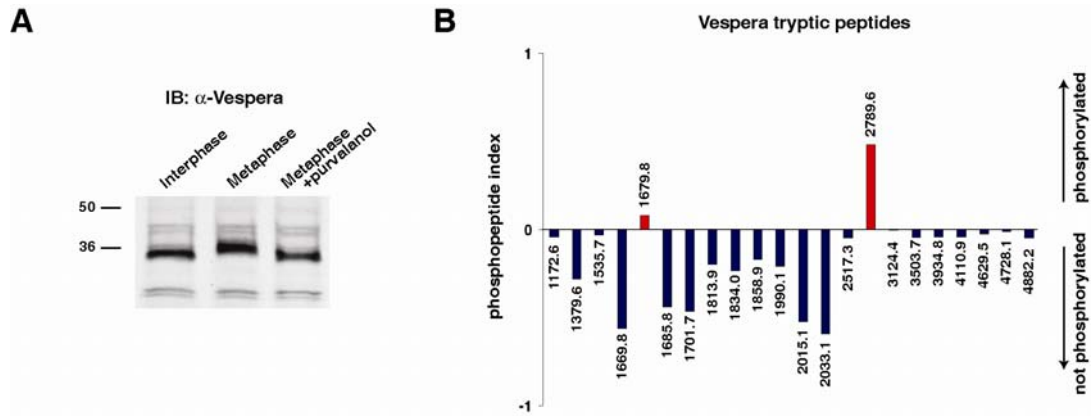 A
IB: α-Vespera
Interphase
Metaphase
Metaphase
+purvalanol
50
36
B
Vespera tryptic peptides
phosphopeptide index
1
0
-1
1172.6
1379.6
1535.7
1669.8
1679.8
1685.8
1701.7
1813.9
1834.0
1858.9
1990.1
2015.1
2033.1
2517.3
2789.6
3124.4
3503.7
3934.8
4110.9
4629.5
4728.1
4882.2
phosphorylated
not phosphorylated